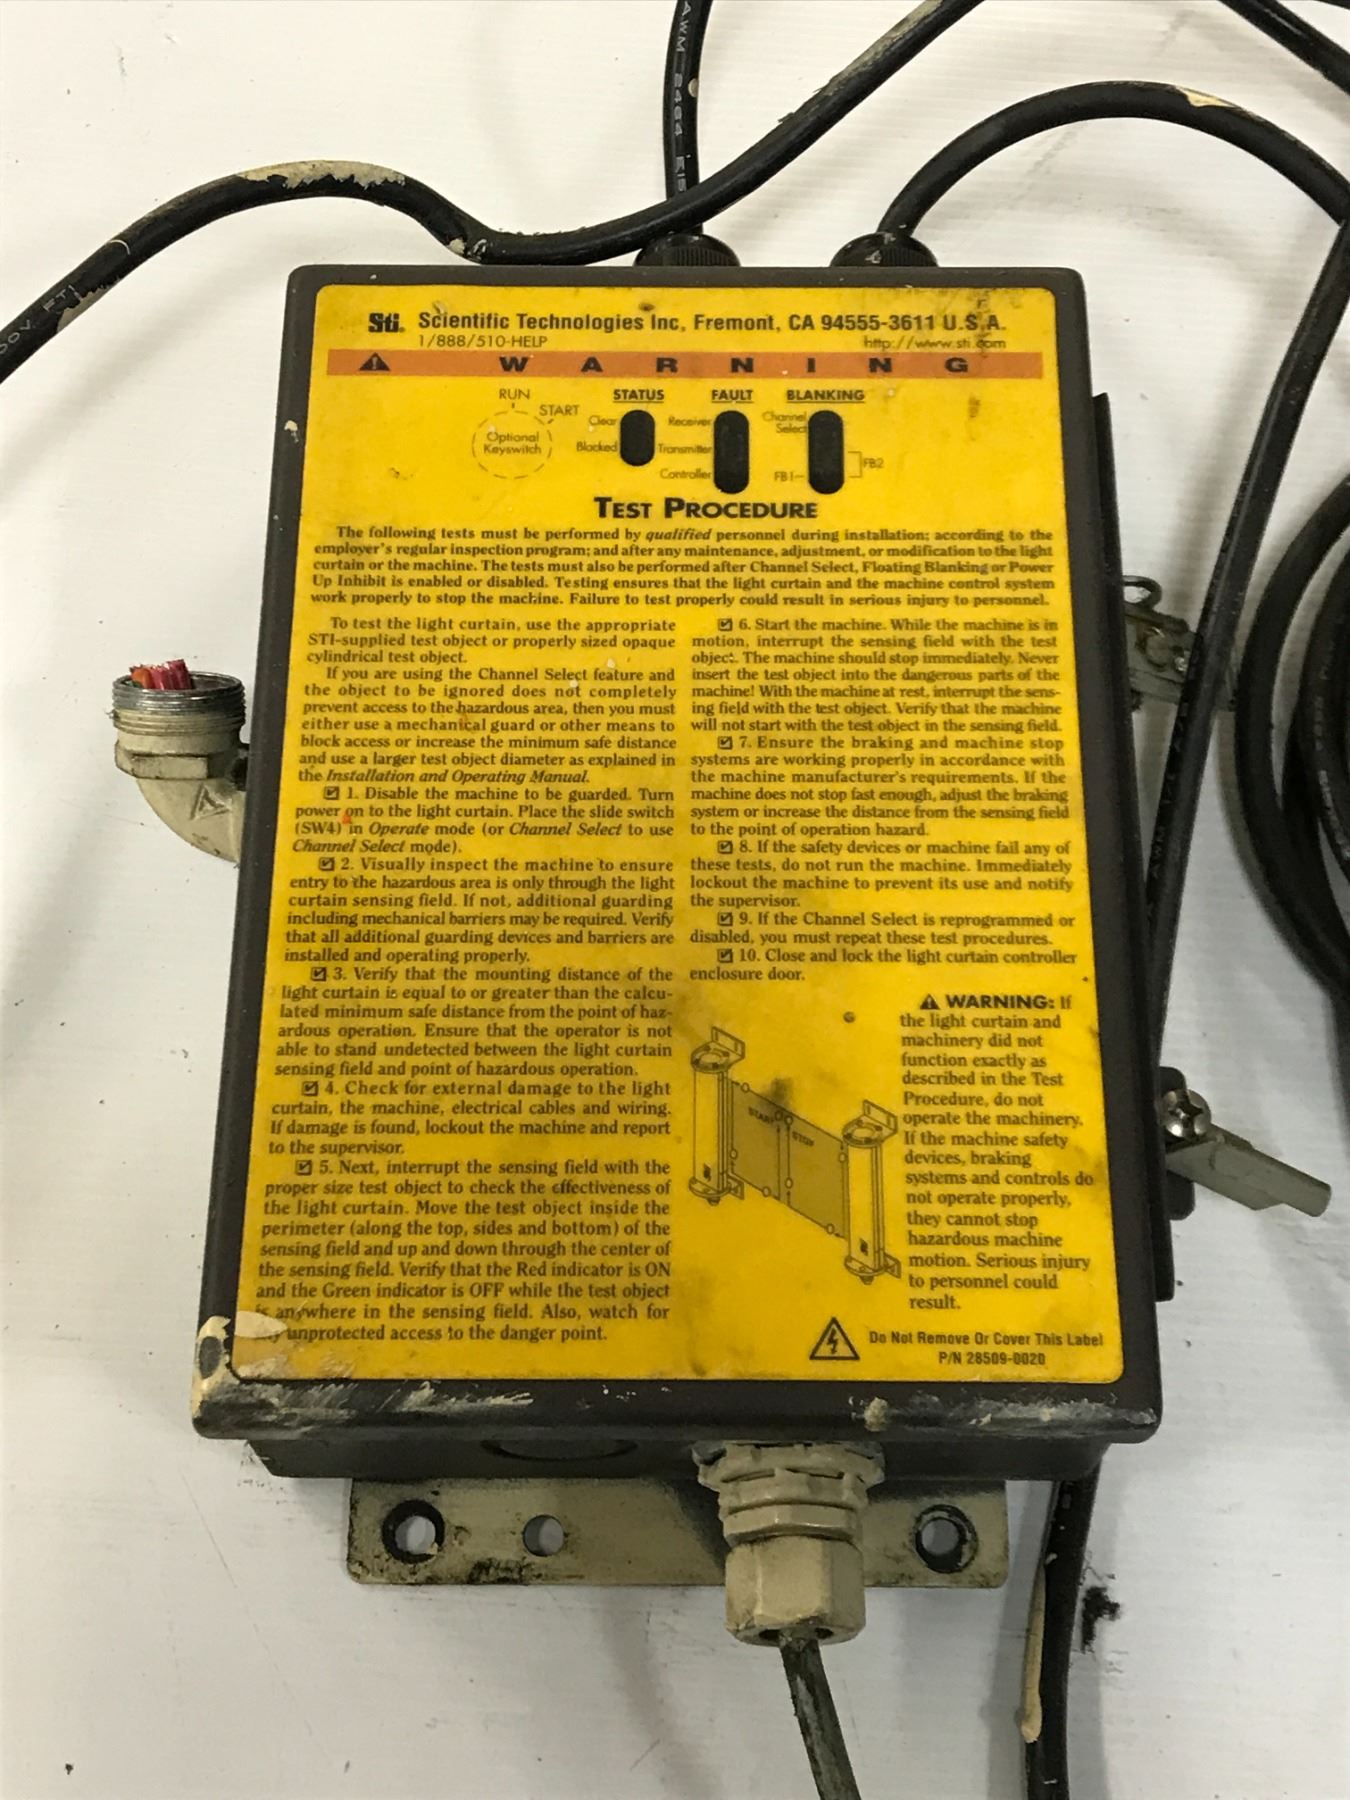 Sti. Scientific Technologies Inc, Fremont, CA 94555-3611 U.S.A.
1/888/510-HELP http://www.sti.com
WARNING
RUN
START
Optional
Keyswitch
STATUS
Clear
Blocked
FAULT
Receiver
Transmitter
Controller
BLANKING
Channel
Select
FB1
FB2
TEST PROCEDURE
The following tests must be performed by qualified personnel during installation; according to the
employer's regular inspection program; and after any maintenance, adjustment, or modification to the light
curtain or the machine. The tests must also be performed after Channel Select, Floating Blanking or Power
Up Inhibit is enabled or disabled. Testing ensures that the light curtain and the machine control system
work properly to stop the machine. Failure to test properly could result in serious injury to personnel.
To test the light curtain, use the appropriate
STI-supplied test object or properly sized opaque
cylindrical test object.
If you are using the Channel Select feature and
the object to be ignored does not completely
prevent access to the hazardous area, then you must
either use a mechanical guard or other means to
block access or increase the minimum safe distance
and use a larger test object diameter as explained in
the Installation and Operating Manual.
1. Disable the machine to be guarded. Turn
power on to the light curtain. Place the slide switch
(SW4) in Operate mode (or Channel Select to use
Channel Select mode).
2. Visually inspect the machine to ensure
entry to the hazardous area is only through the light
curtain sensing field. If not, additional guarding
including mechanical barriers may be required. Verify
that all additional guarding devices and barriers are
installed and operating properly.
3. Verify that the mounting distance of the
light curtain is equal to or greater than the calcu-
lated minimum safe distance from the point of haz-
ardous operation. Ensure that the operator is not
able to stand undetected between the light curtain
sensing field and point of hazardous operation.
4. Check for external damage to the light
curtain, the machine, electrical cables and wiring.
If damage is found, lockout the machine and report
to the supervisor.
5. Next, interrupt the sensing field with the
proper size test object to check the effectiveness of
the light curtain. Move the test object inside the
perimeter (along the top, sides and bottom) of the
sensing field and up and down through the center of
the sensing field. Verify that the Red indicator is ON
and the Green indicator is OFF while the test object
is anywhere in the sensing field. Also, watch for
unprotected access to the danger point.
6. Start the machine. While the machine is in
motion, interrupt the sensing field with the test
object. The machine should stop immediately. Never
insert the test object into the dangerous parts of the
machine! With the machine at rest, interrupt the sens-
ing field with the test object. Verify that the machine
will not start with the test object in the sensing field.
7. Ensure the braking and machine stop
systems are working properly in accordance with
the machine manufacturer's requirements. If the
machine does not stop fast enough, adjust the braking
system or increase the distance from the sensing field
to the point of operation hazard.
8. If the safety devices or machine fail any of
these tests, do not run the machine. Immediately
lockout the machine to prevent its use and notify
the supervisor.
9. If the Channel Select is reprogrammed or
disabled, you must repeat these test procedures.
10. Close and lock the light curtain controller
enclosure door.
WARNING: If
the light curtain and
machinery did not
function exactly as
described in the Test
Procedure, do not
operate the machinery.
If the machine safety
devices, braking
systems and controls do
not operate properly,
they cannot stop
hazardous machine
motion. Serious injury
to personnel could
result.
START
STOP
Do Not Remove Or Cover This Label
P/N 28509-0020
AWM 2464